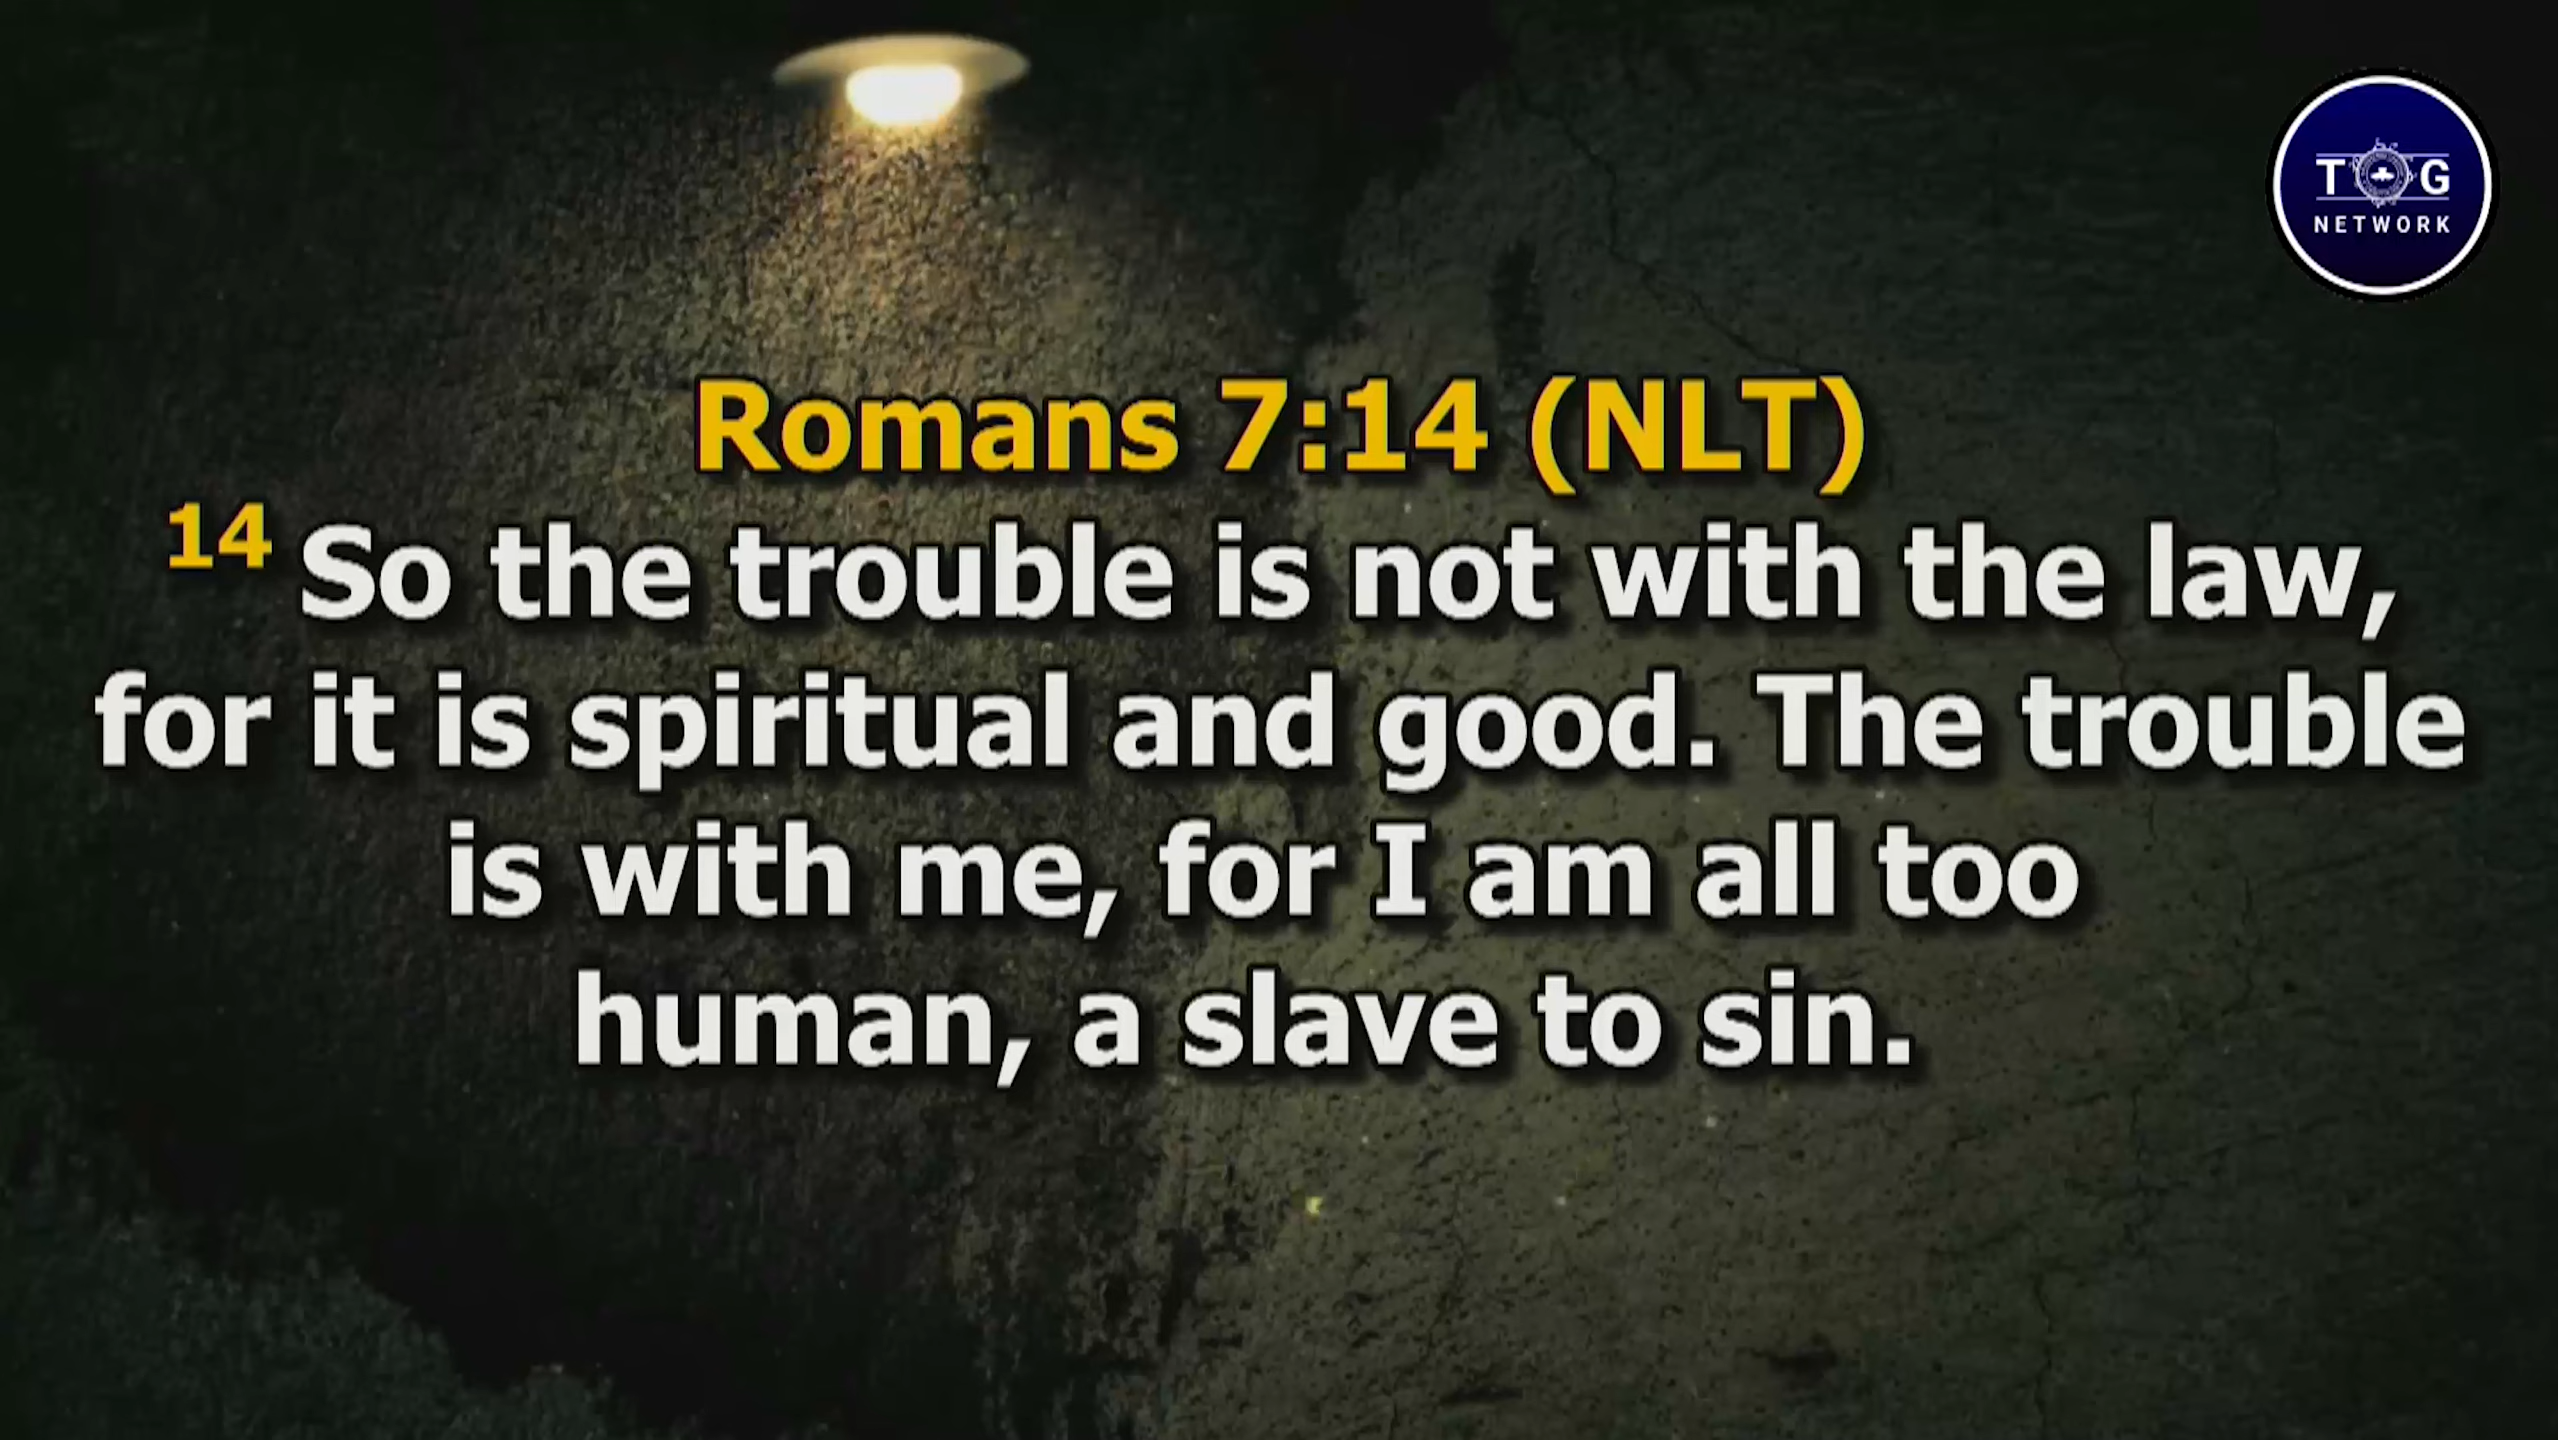 T G
NETWORK
Romans 7:14 (NLT)
14 So the trouble is not with the law,
for it is spiritual and good. The trouble
is with me, for I am all too
human, a slave to sin.